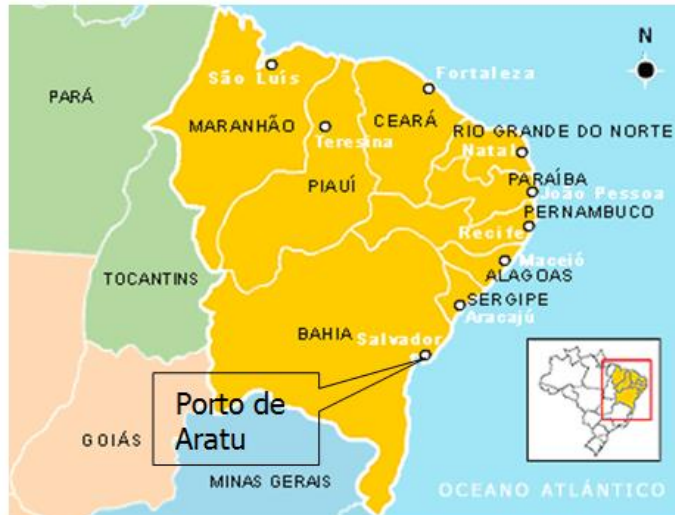 N
São Luís
Fortaleza
PARÁ
MARANHÃO
CEARÁ
Teresina
RIO GRANDE DO NORTE
Natal
PIAUÍ
PARAÍBA
João Pessoa
PERNAMBUCO
Recife
Maceió
TOCANTINS
ALAGOAS
SERGIPE
Aracajú
BAHIA
Salvador
Porto de
Aratu
GOIÁS
MINAS GERAIS
OCEANO ATLÂNTICO